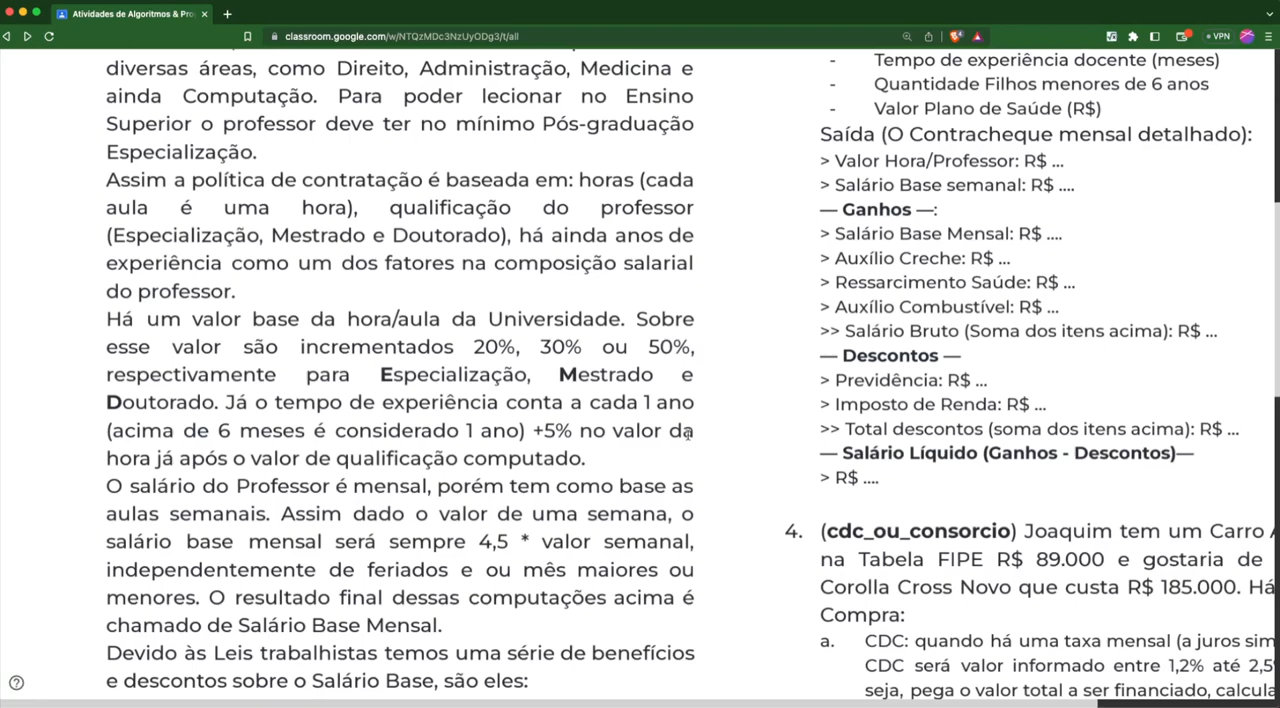 Atividades de Algoritmos & Pro
classroom.google.com/w/NTQzMDc3NzUyODg3/t/all
VPN
diversas áreas, como Direito, Administração, Medicina e
ainda Computação. Para poder lecionar no Ensino
Superior o professor deve ter no mínimo Pós-graduação
Especialização.
Assim a política de contratação é baseada em: horas (cada
aula é uma hora), qualificação do professor
(Especialização, Mestrado e Doutorado), há ainda anos de
experiência como um dos fatores na composição salarial
do professor.
Há um valor base da hora/aula da Universidade. Sobre
esse valor são incrementados 20%, 30% ou 50%,
respectivamente para Especialização, Mestrado e
Doutorado. Já o tempo de experiência conta a cada 1 ano
(acima de 6 meses é considerado 1 ano) +5% no valor da
hora já após o valor de qualificação computado.
O salário do Professor é mensal, porém tem como base as
aulas semanais. Assim dado o valor de uma semana, o
salário base mensal será sempre 4,5 * valor semanal,
independentemente de feriados e ou mês maiores ou
menores. O resultado final dessas computações acima é
chamado de Salário Base Mensal.
Devido às Leis trabalhistas temos uma série de benefícios
e descontos sobre o Salário Base, são eles:
- Tempo de experiência docente (meses)
- Quantidade Filhos menores de 6 anos
- Valor Plano de Saúde (R$)
Saída (O Contracheque mensal detalhado):
> Valor Hora/Professor: R$ ...
> Salário Base semanal: R$ ....
— Ganhos —:
> Salário Base Mensal: R$ ....
> Auxílio Creche: R$ ...
> Ressarcimento Saúde: R$ ...
> Auxílio Combustível: R$ ...
>> Salário Bruto (Soma dos itens acima): R$ ...
— Descontos —
> Previdência: R$ ...
> Imposto de Renda: R$ ...
>> Total descontos (soma dos itens acima): R$ ...
— Salário Líquido (Ganhos - Descontos)—
> R$ ....
4. (cdc_ou_consorcio) Joaquim tem um Carro A
na Tabela FIPE R$ 89.000 e gostaria de
Corolla Cross Novo que custa R$ 185.000. Há
Compra:
a. CDC: quando há uma taxa mensal (a juros sim
CDC será valor informado entre 1,2% até 2,5
seja, pega o valor total a ser financiado, calcula